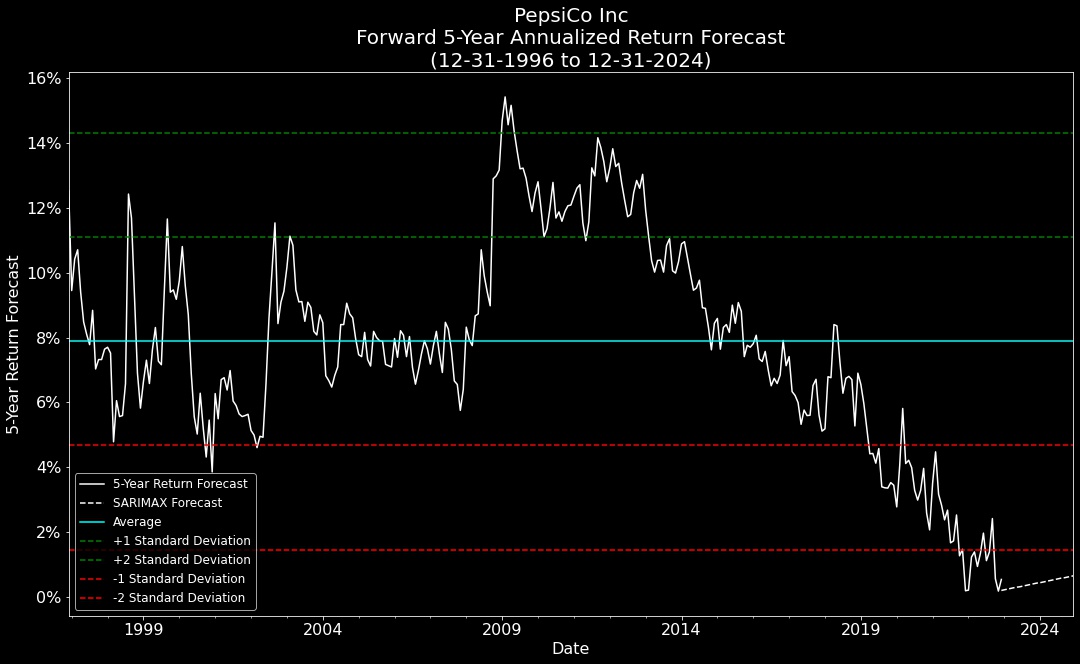 PepsiCo Inc
Forward 5-Year Annualized Return Forecast
(12-31-1996 to 12-31-2024)
5-Year Return Forecast
16%
14%
12%
10%
8%
6%
4%
2%
0%
5-Year Return Forecast
SARIMAX Forecast
Average
+1 Standard Deviation
+2 Standard Deviation
-1 Standard Deviation
-2 Standard Deviation
1999 2004 2009 2014 2019 2024
Date